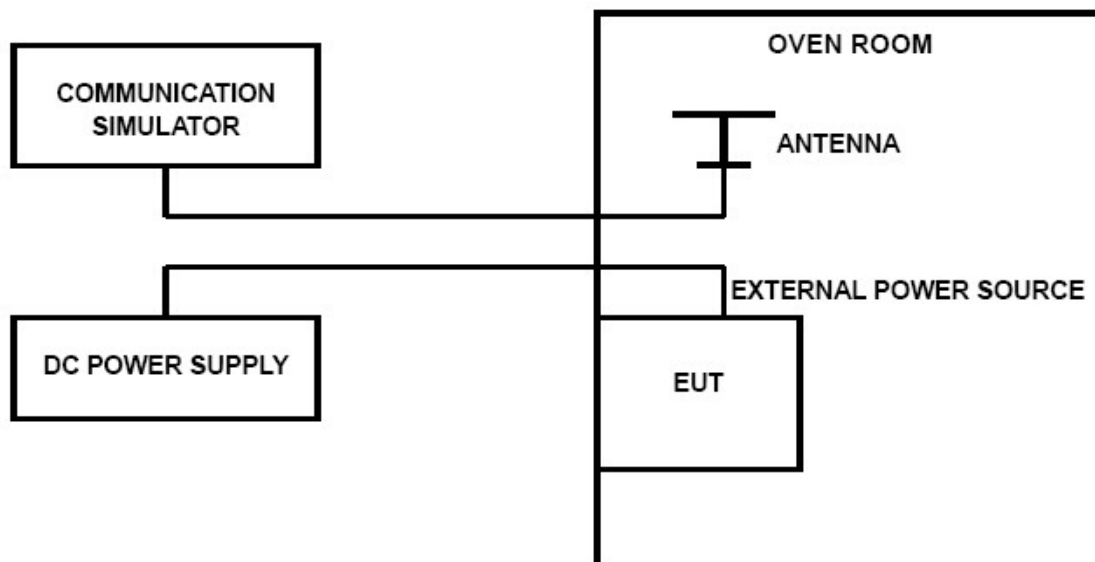 OVEN ROOM
COMMUNICATION
SIMULATOR
ANTENNA
EXTERNAL POWER SOURCE
DC POWER SUPPLY
EUT